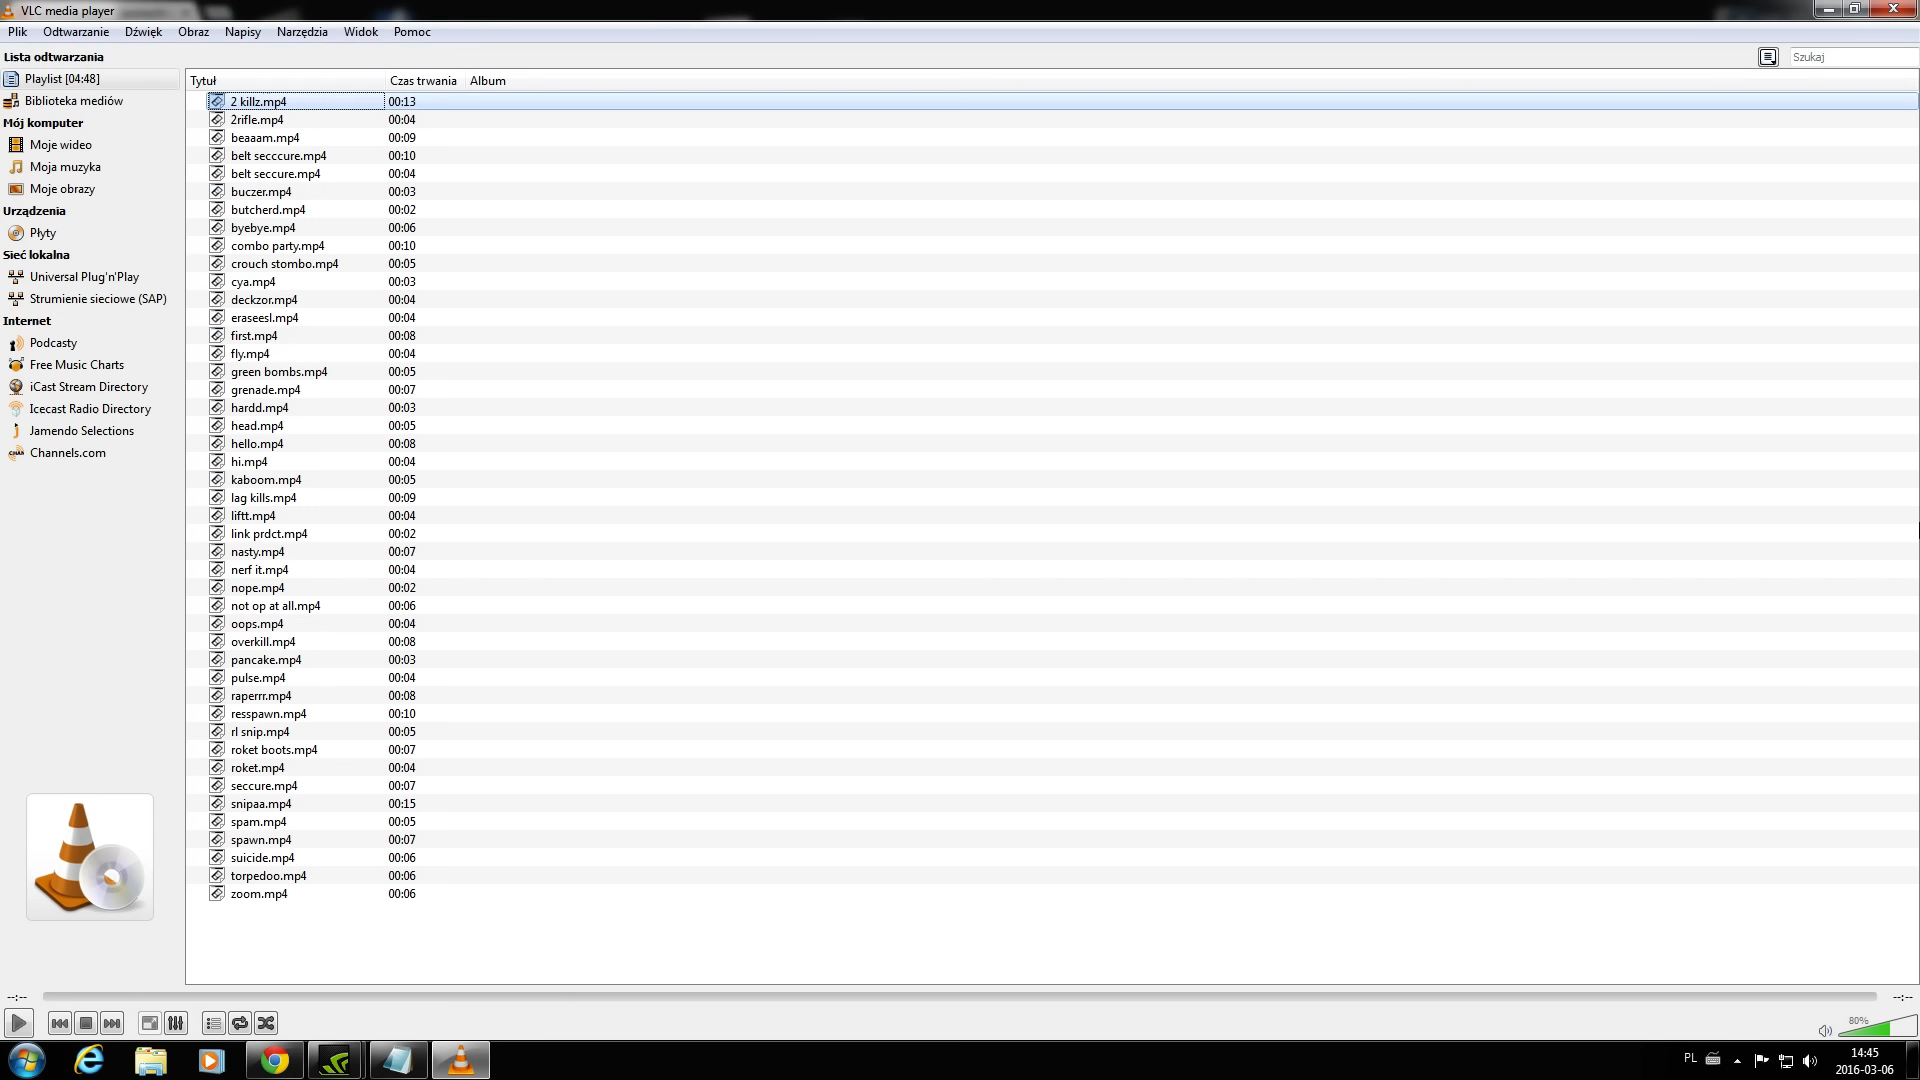 VLC media player
Plik Odtwarzanie Dźwięk Obraz Napisy Narzędzia Widok Pomoc
Lista odtwarzania
Szukaj
Playlist [04:48]
Biblioteka mediów
Mój komputer
Moje wideo
Moja muzyka
Moje obrazy
Urządzenia
Płyty
Sieć lokalna
Universal Plug'n'Play
Strumienie sieciowe (SAP)
Internet
Podcasty
Free Music Charts
iCast Stream Directory
Icecast Radio Directory
Jamendo Selections
Channels.com
Tytuł Czas trwania Album
2 killz.mp4 00:13
2rifle.mp4 00:04
beaaam.mp4 00:09
belt secccure.mp4 00:10
belt seccure.mp4 00:04
buczer.mp4 00:03
butcherd.mp4 00:02
byebye.mp4 00:06
combo party.mp4 00:10
crouch stombo.mp4 00:05
cya.mp4 00:03
deckzor.mp4 00:04
eraseesl.mp4 00:04
first.mp4 00:08
fly.mp4 00:04
green bombs.mp4 00:05
grenade.mp4 00:07
hardd.mp4 00:03
head.mp4 00:05
hello.mp4 00:08
hi.mp4 00:04
kaboom.mp4 00:05
lag kills.mp4 00:09
liftt.mp4 00:04
link prdct.mp4 00:02
nasty.mp4 00:07
nerf it.mp4 00:04
nope.mp4 00:02
not op at all.mp4 00:06
oops.mp4 00:04
overkill.mp4 00:08
pancake.mp4 00:03
pulse.mp4 00:04
raperrr.mp4 00:08
resspawn.mp4 00:10
rl snip.mp4 00:05
roket boots.mp4 00:07
roket.mp4 00:04
seccure.mp4 00:07
snipaa.mp4 00:15
spam.mp4 00:05
spawn.mp4 00:07
suicide.mp4 00:06
torpedoo.mp4 00:06
zoom.mp4 00:06
--:-- --:--
80%
PL
14:45
2016-03-06